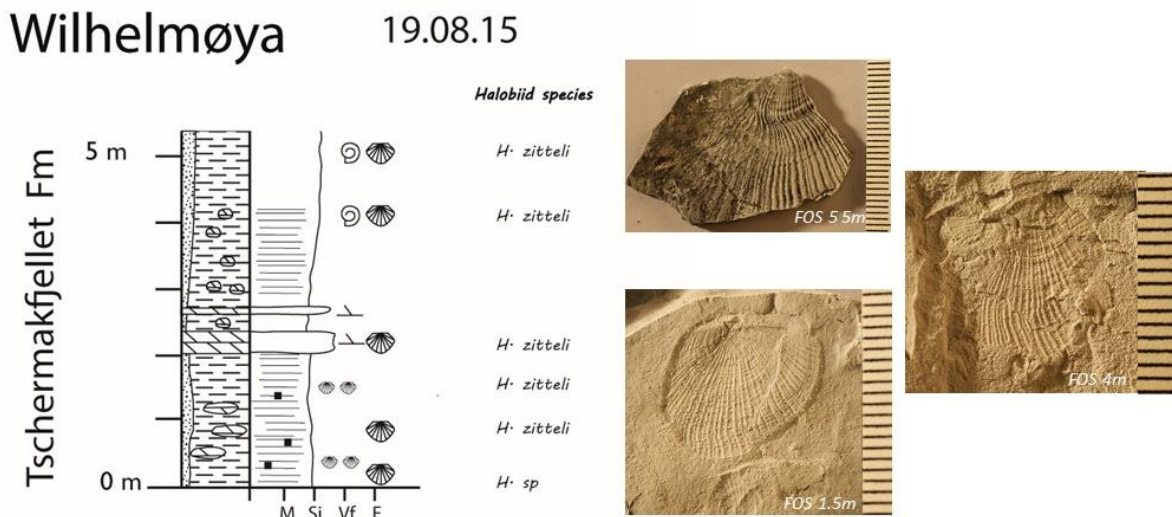 Wilhelmøya
19.08.15
Halobiid species
Tschermakfjellet Fm
5 m
H. zitteli
H. zitteli
H. zitteli
H. zitteli
H. zitteli
0 m
H. sp
M Si Vf F
FOS 5 5m
FOS 4m
FOS 1.5m